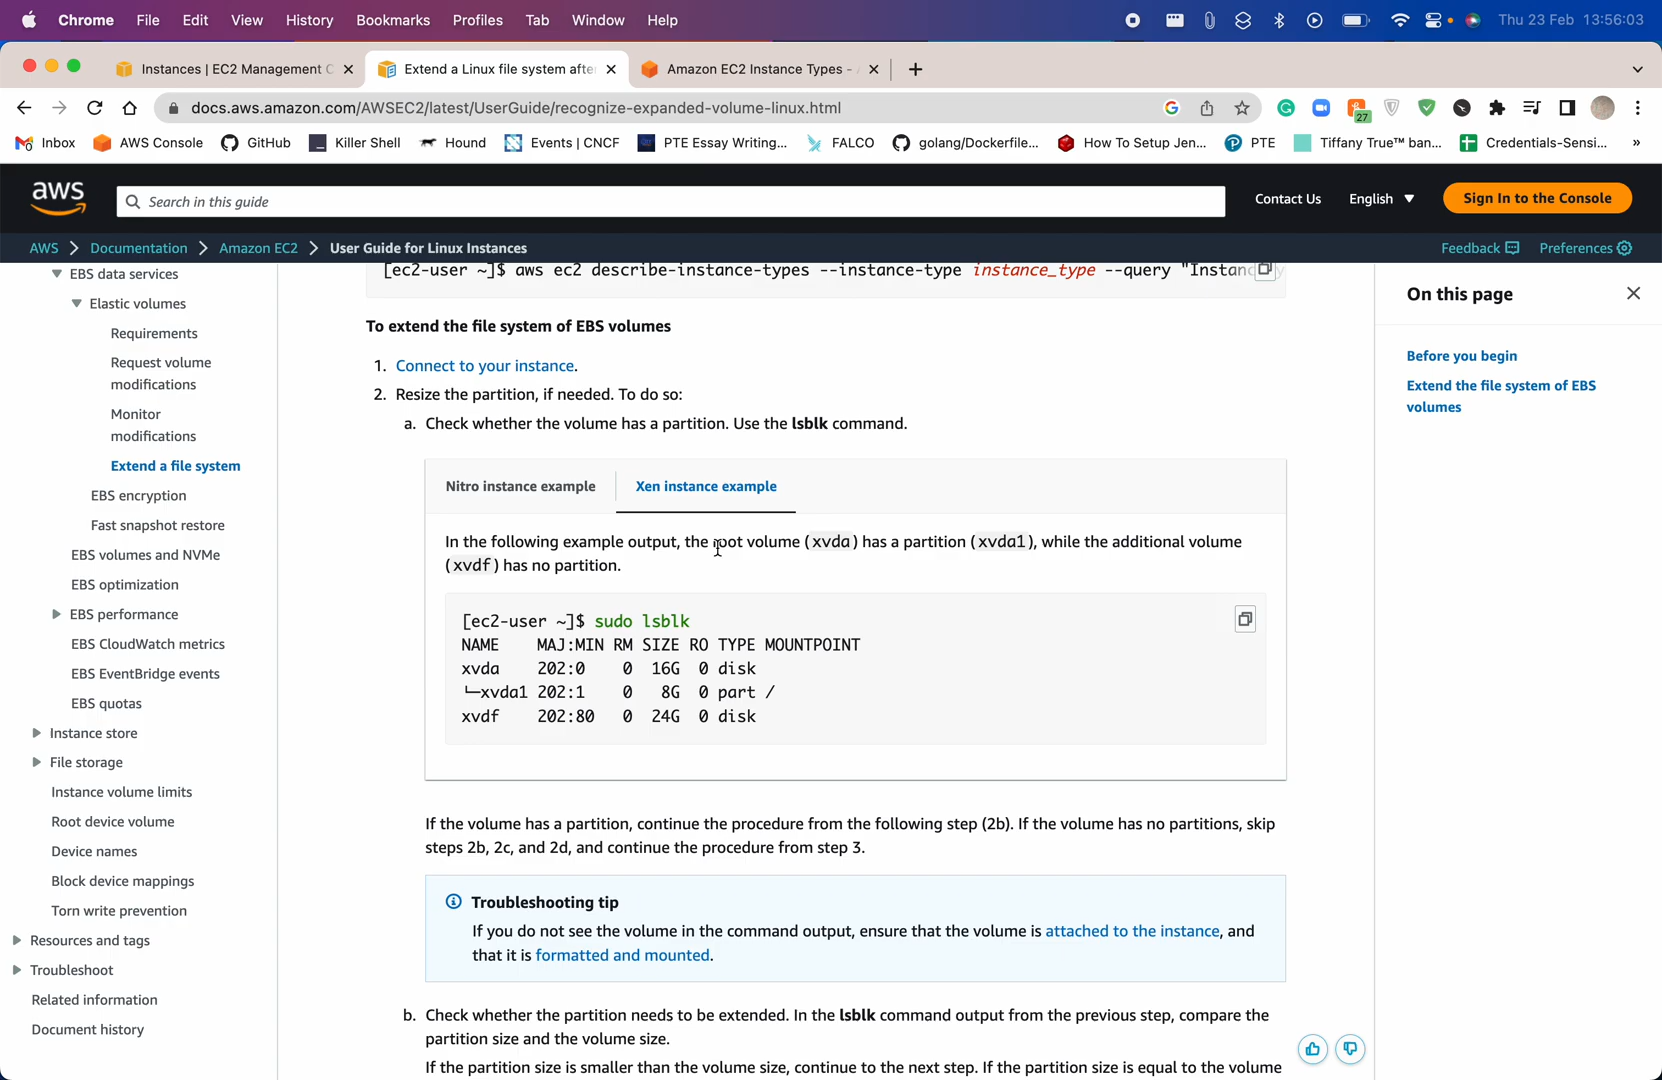 Chrome File Edit View History Bookmarks Profiles Tab Window Help Thu 23 Feb 13:56:03
Instances | EC2 Management C
Extend a Linux file system afte
Amazon EC2 Instance Types -
docs.aws.amazon.com/AWSEC2/latest/UserGuide/recognize-expanded-volume-linux.html
27
Inbox AWS Console GitHub Killer Shell Hound Events | CNCF PTE Essay Writing... FALCO golang/Dockerfile... How To Setup Jen... PTE Tiffany True™ ban... Credentials-Sensi... »
aws
Search in this guide
Contact Us English Sign In to the Console
AWS Documentation Amazon EC2 User Guide for Linux Instances
Feedback Preferences
EBS data services
Elastic volumes
Requirements
Request volume
modifications
Monitor
modifications
Extend a file system
EBS encryption
Fast snapshot restore
EBS volumes and NVMe
EBS optimization
EBS performance
EBS CloudWatch metrics
EBS EventBridge events
EBS quotas
Instance store
File storage
Instance volume limits
Root device volume
Device names
Block device mappings
Torn write prevention
Resources and tags
Troubleshoot
Related information
Document history
[ec2-user ~]$ aws ec2 describe-instance-types --instance-type instance_type --query "Instanc
To extend the file system of EBS volumes
1. Connect to your instance.
2. Resize the partition, if needed. To do so:
a. Check whether the volume has a partition. Use the lsblk command.
Nitro instance example Xen instance example
In the following example output, the root volume (xvda) has a partition (xvda1), while the additional volume
(xvdf) has no partition.
[ec2-user ~]$ sudo lsblk
NAME MAJ:MIN RM SIZE RO TYPE MOUNTPOINT
xvda 202:0 0 16G 0 disk
└─xvda1 202:1 0 8G 0 part /
xvdf 202:80 0 24G 0 disk
If the volume has a partition, continue the procedure from the following step (2b). If the volume has no partitions, skip
steps 2b, 2c, and 2d, and continue the procedure from step 3.
Troubleshooting tip
If you do not see the volume in the command output, ensure that the volume is attached to the instance, and
that it is formatted and mounted.
b. Check whether the partition needs to be extended. In the lsblk command output from the previous step, compare the
partition size and the volume size.
If the partition size is smaller than the volume size, continue to the next step. If the partition size is equal to the volume
On this page
Before you begin
Extend the file system of EBS
volumes